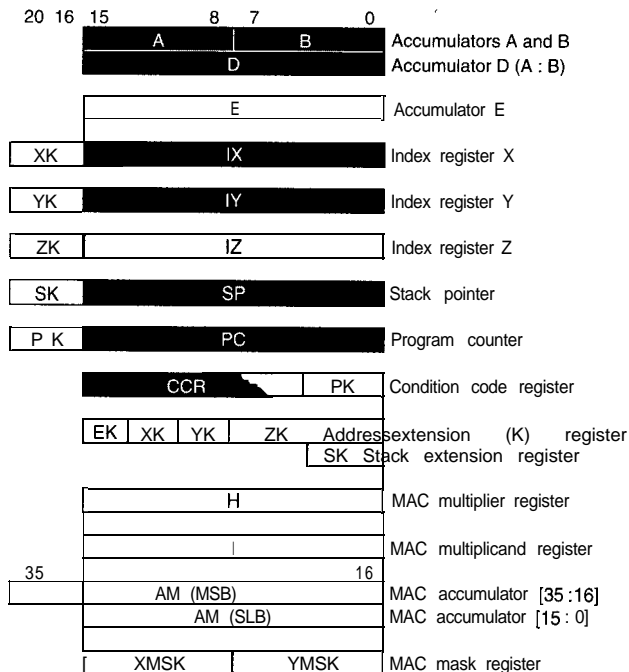 20 16 15 8 7 0
A B Accumulators A and B
D Accumulator D (A : B)
E Accumulator E
XK IX Index register X
YK IY Index register Y
ZK IZ Index register Z
SK SP Stack pointer
P K PC Program counter
CCR PK Condition code register
EK XK YK ZK Addressextension (K) register
SK Stack extension register
H MAC multiplier register
I MAC multiplicand register
35 16
AM (MSB) MAC accumulator [35:16]
AM (SLB) MAC accumulator [15:0]
XMSK YMSK MAC mask register